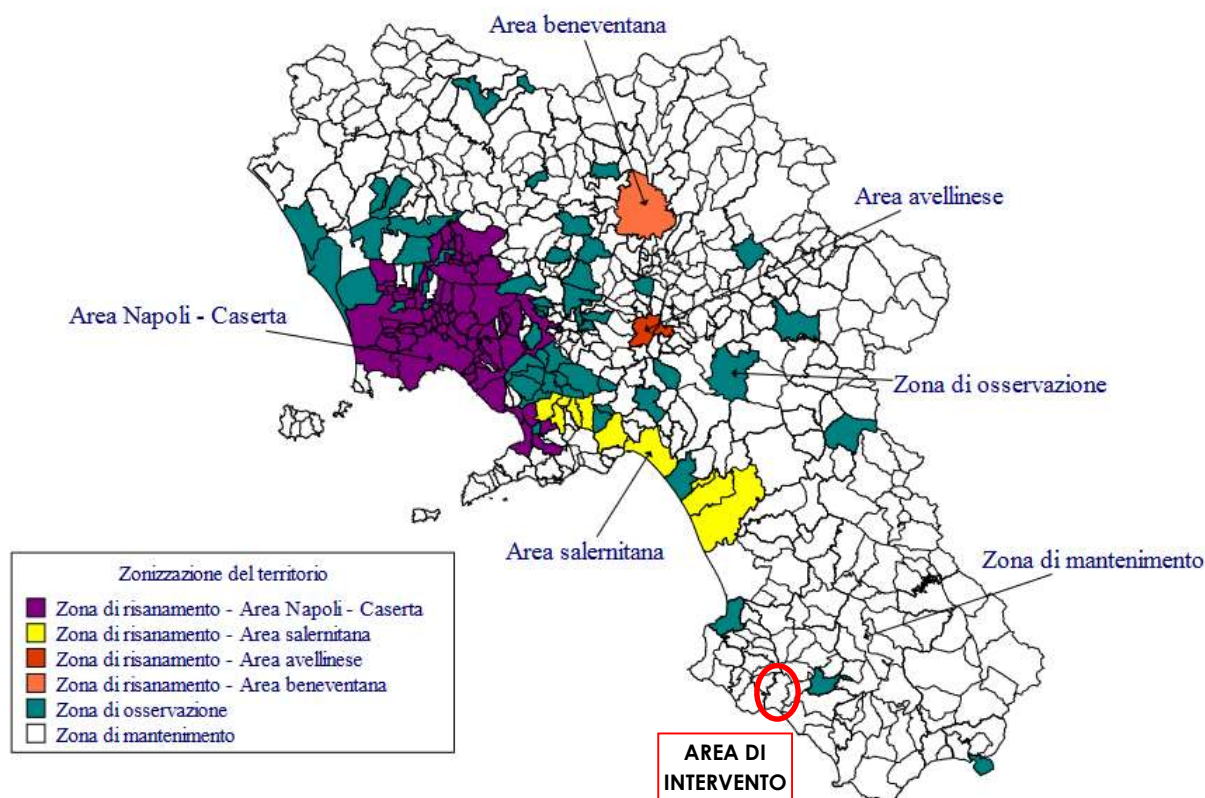 Area beneventana
Area avellinese
Area Napoli - Caserta
Zona di osservazione
Area salernitana
Zona di mantenimento
Zonizzazione del territorio
Zona di risanamento - Area Napoli - Caserta
Zona di risanamento - Area salernitana
Zona di risanamento - Area avellinese
Zona di risanamento - Area beneventana
Zona di osservazione
Zona di mantenimento
AREA DI
INTERVENTO